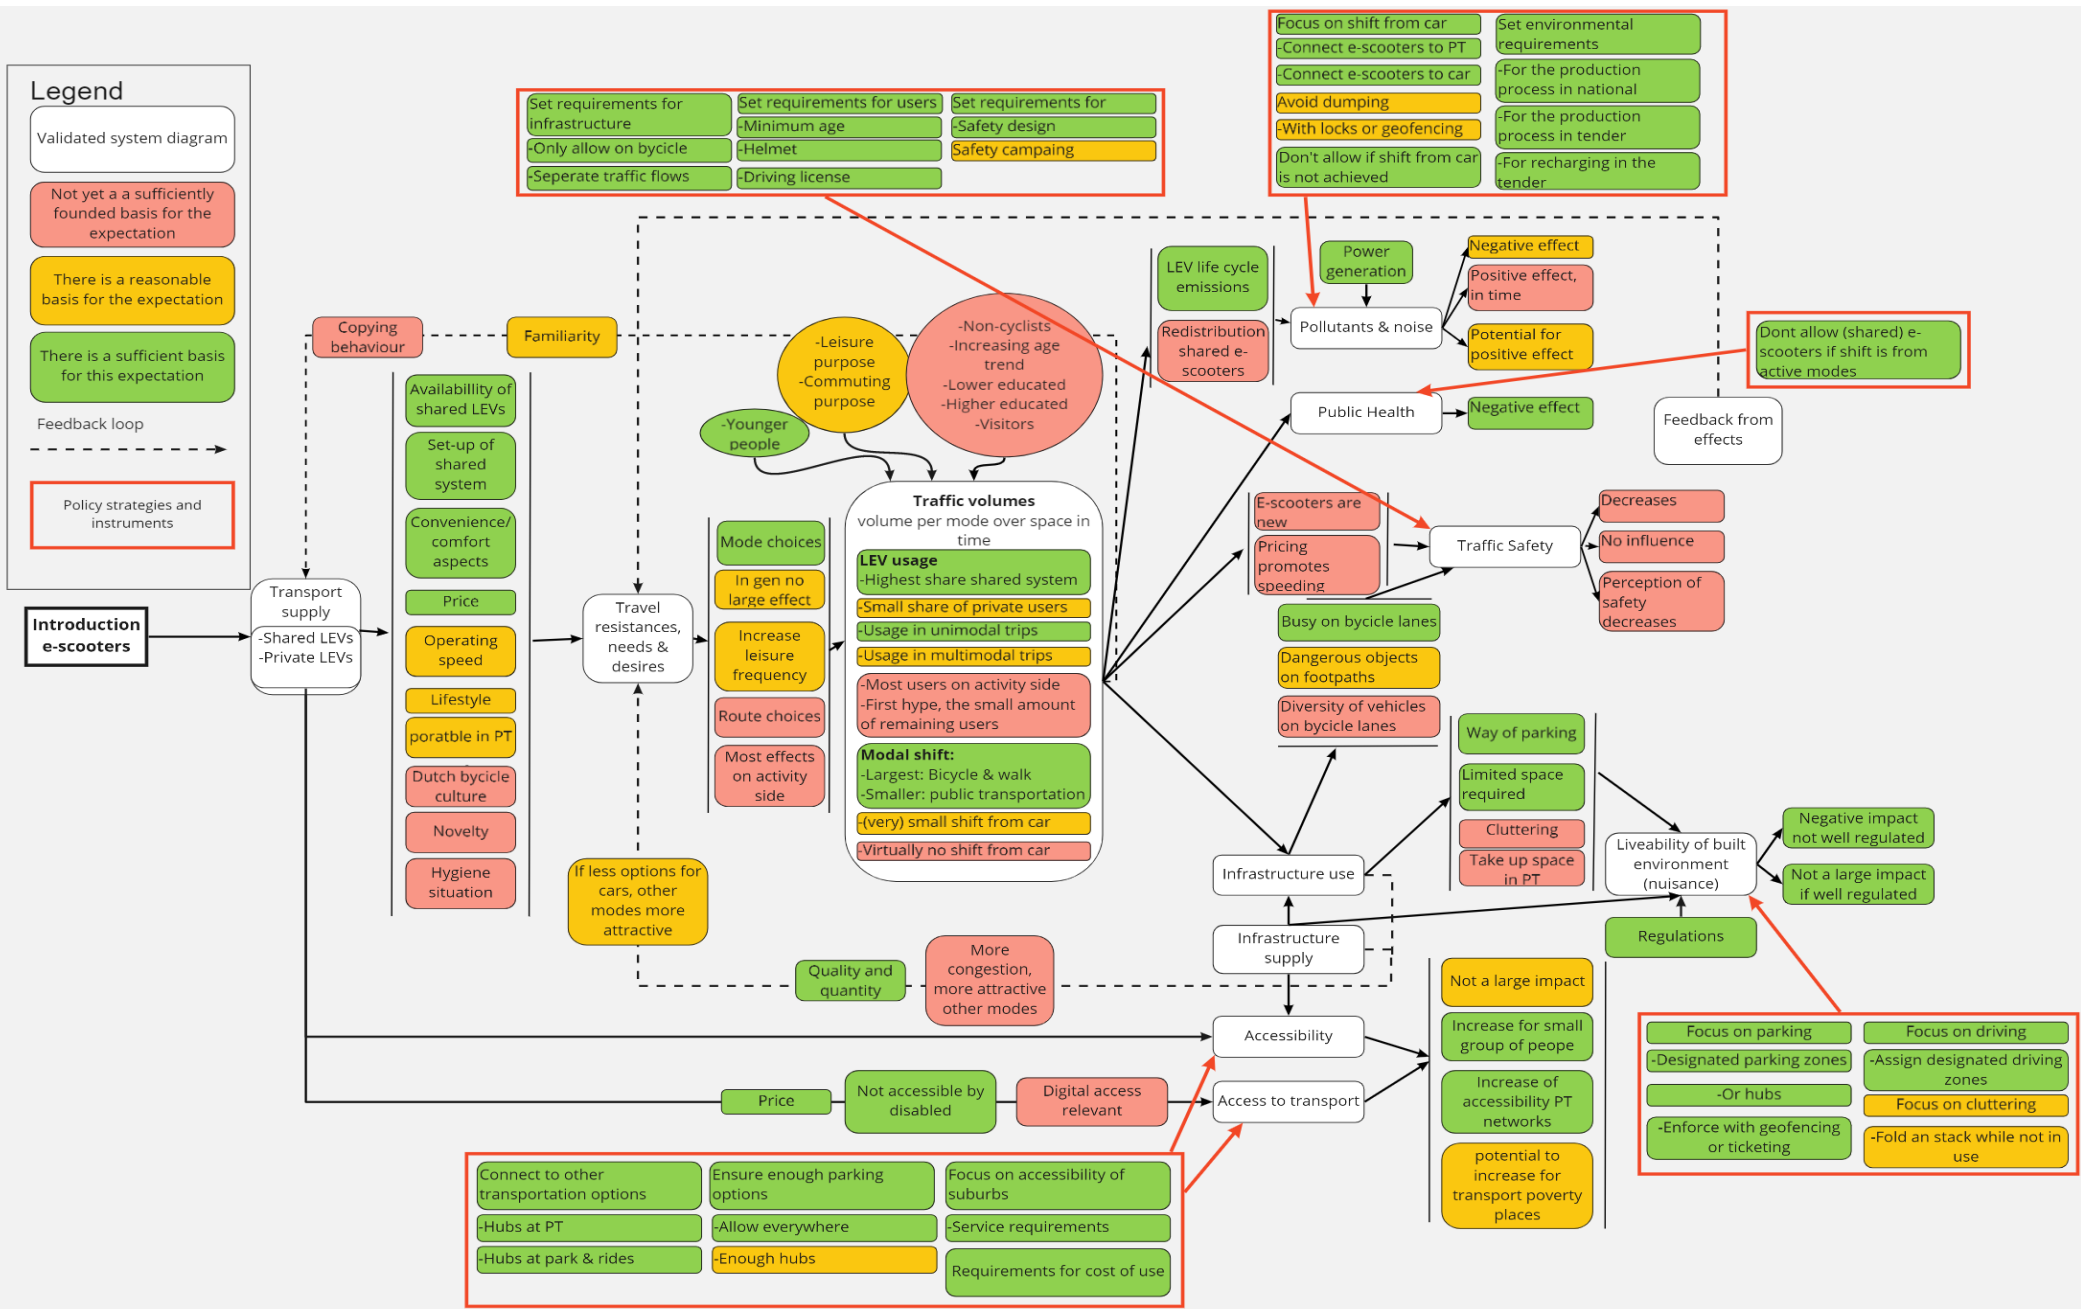 Legend
Validated system diagram
Not yet a a sufficiently
founded basis for the
expectation
There is a reasonable
basis for the expectation
There is a sufficient basis
for this expectation
Feedback loop
Policy strategies and
instruments
Introduction
e-scooters
Transport
supply
-Shared LEVs
-Private LEVs
Copying
behaviour
Familiarity
Availabillity of
shared LEVs
Set-up of
shared
system
Convenience/
comfort
aspects
Price
Operating
speed
Lifestyle
poratble in PT
Dutch bycicle
culture
Novelty
Hygiene
situation
Travel
resistances,
needs &
desires
If less options for
cars, other
modes more
attractive
Quality and
quantity
More
congestion,
more attractive
other modes
Mode choices
In gen no
large effect
Increase
leisure
frequency
Route choices
Most effects
on activity
side
-Younger
people
-Leisure
purpose
-Commuting
purpose
-Non-cyclists
-Increasing age
trend
-Lower educated
-Higher educated
-Visitors
Traffic volumes
volume per mode over space in
time
LEV usage
-Highest share shared system
-Small share of private users
-Usage in unimodal trips
-Usage in multimodal trips
-Most users on activity side
-First hype, the small amount
of remaining users
Modal shift:
-Largest: Bicycle & walk
-Smaller: public transportation
-(very) small shift from car
-Virtually no shift from car
Set requirements for
infrastructure
-Only allow on bycicle
-Seperate traffic flows
Set requirements for users
-Minimum age
-Helmet
-Driving license
Set requirements for
-Safety design
Safety campaing
Focus on shift from car
-Connect e-scooters to PT
-Connect e-scooters to car
Avoid dumping
-With locks or geofencing
Don't allow if shift from car
is not achieved
Set environmental
requirements
-For the production
process in national
-For the production
process in tender
-For recharging in the
tender
LEV life cycle
emissions
Redistribution
shared e-
scooters
Power
generation
Pollutants & noise
Negative effect
Positive effect,
in time
Potential for
positive effect
Dont allow (shared) e-
scooters if shift is from
active modes
Public Health
Negative effect
Feedback from
effects
E-scooters are
new
Pricing
promotes
speeding
Traffic Safety
Decreases
No influence
Perception of
safety
decreases
Busy on bycicle lanes
Dangerous objects
on footpaths
Diversity of vehicles
on bycicle lanes
Way of parking
Limited space
required
Cluttering
Take up space
in PT
Infrastructure use
Infrastructure
supply
Liveability of built
environment
(nuisance)
Negative impact
not well regulated
Not a large impact
if well regulated
Regulations
Accessibility
Access to transport
Price
Not accessible by
disabled
Digital access
relevant
Not a large impact
Increase for small
group of peope
Increase of
accessibility PT
networks
potential to
increase for
transport poverty
places
Focus on parking
-Designated parking zones
-Or hubs
-Enforce with geofencing
or ticketing
Focus on driving
-Assign designated driving
zones
Focus on cluttering
-Fold an stack while not in
use
Connect to other
transportation options
-Hubs at PT
-Hubs at park & rides
Ensure enough parking
options
-Allow everywhere
-Enough hubs
Focus on accessibility of
suburbs
-Service requirements
Requirements for cost of use